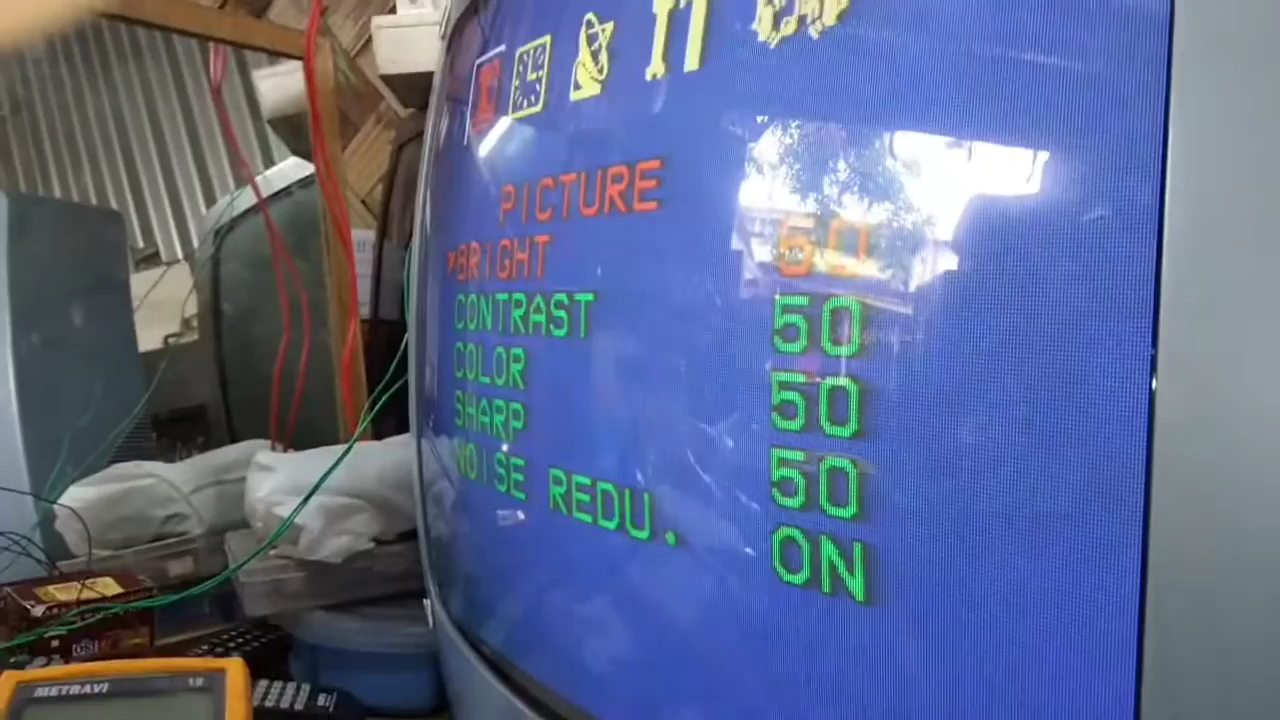 PICTURE
BRIGHT 50
CONTRAST 50
COLOR 50
SHARP 50
NOISE REDU. ON
METRAVI